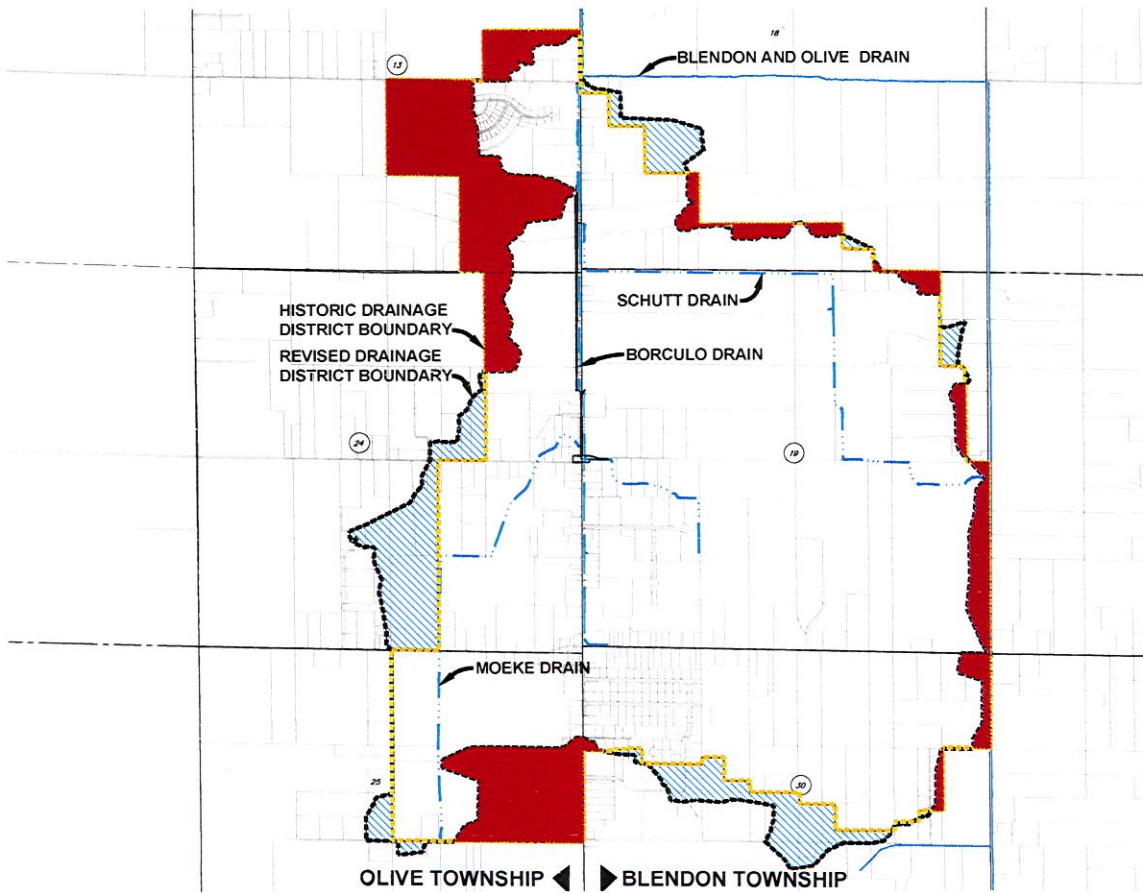 18
BLENDON AND OLIVE DRAIN
13
HISTORIC DRAINAGE
DISTRICT BOUNDARY
SCHUTT DRAIN
REVISED DRAINAGE
DISTRICT BOUNDARY
BORCULO DRAIN
24
19
MOEKE DRAIN
25
30
OLIVE TOWNSHIP
BLENDON TOWNSHIP